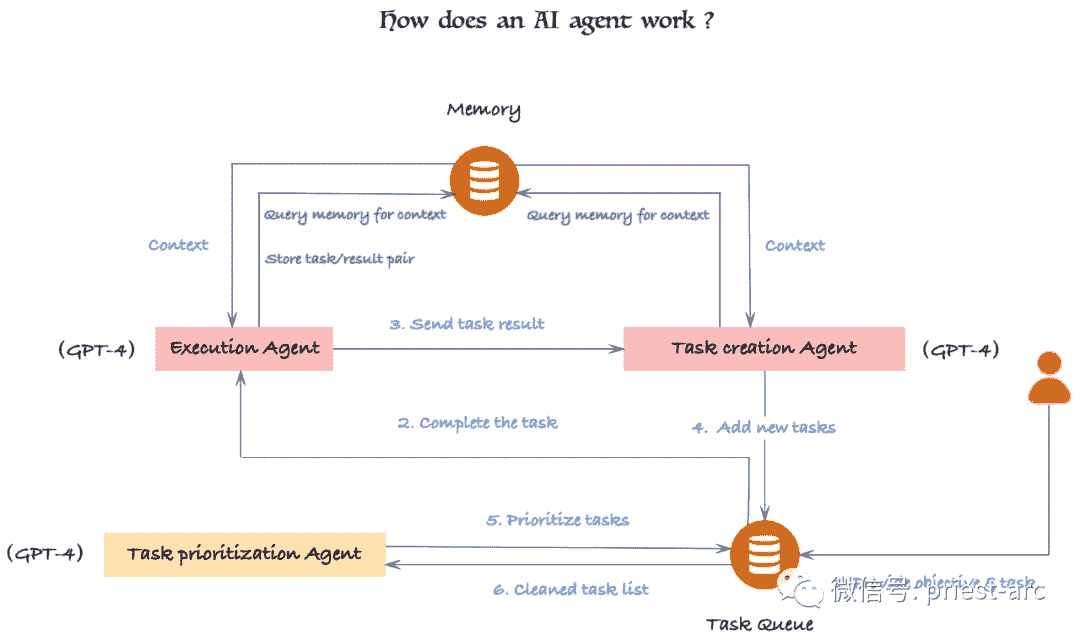 How does an AI agent work ?
Memory
Query memory for context
Query memory for context
Context
Context
Store task/result pair
3. Send task result
(GPT-4)
Execution Agent
Task creation Agent
(GPT-4)
2. Complete the task
4. Add new tasks
5. Prioritize tasks
(GPT-4)
Task prioritization Agent
6. Cleaned task list
objective & task
微信号: priest-arc
Task Queue